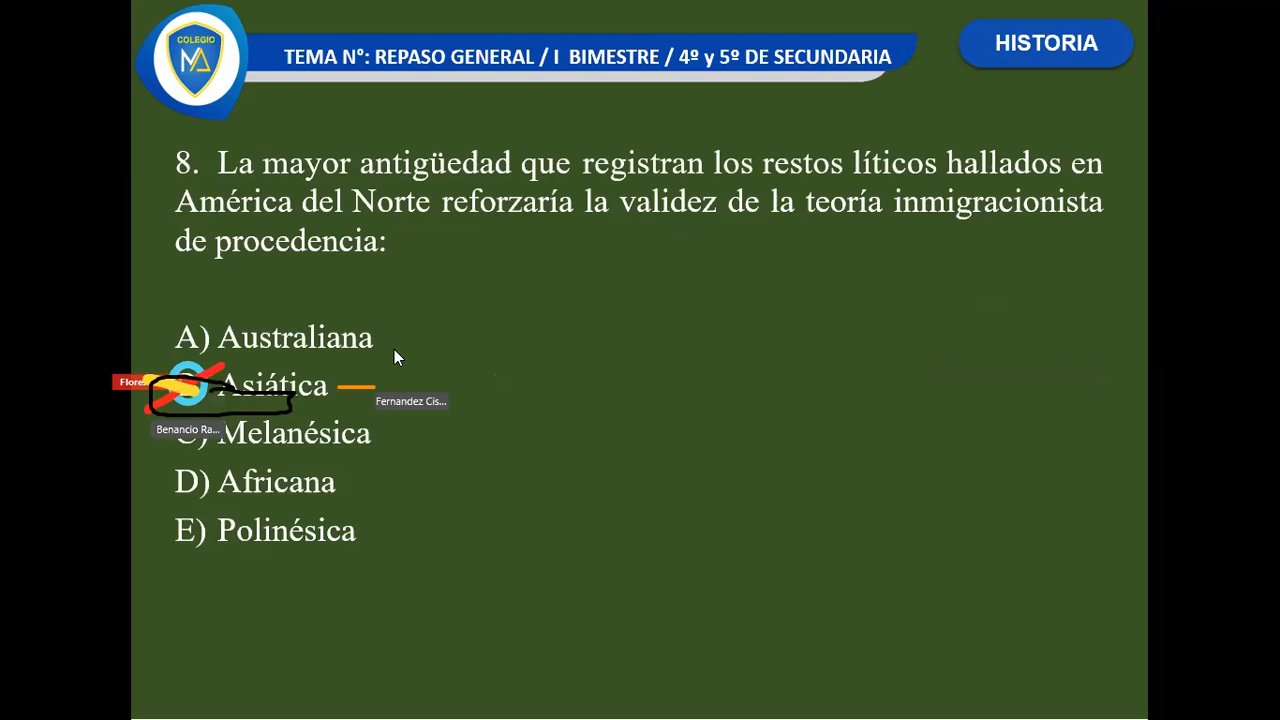 COLEGIO
MA
TEMA N°: REPASO GENERAL / I BIMESTRE / 4º y 5º DE SECUNDARIA
HISTORIA
8. La mayor antigüedad que registran los restos líticos hallados en
América del Norte reforzaría la validez de la teoría inmigracionista
de procedencia:
A) Australiana
Asiática
Fernandez Cis...
Benancio Ra...
C) Melanésica
D) Africana
E) Polinésica